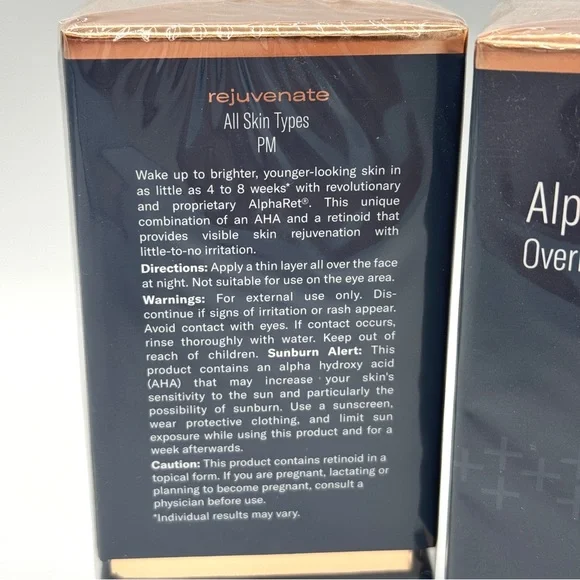 rejuvenate
All Skin Types
PM
Wake up to brighter, younger-looking skin in
as little as 4 to 8 weeks* with revolutionary
and proprietary AlphaRet®. This unique
combination of an AHA and a retinoid that
provides visible skin rejuvenation with
little-to-no irritation.
Directions: Apply a thin layer all over the face
at night. Not suitable for use on the eye area.
Warnings: For external use only. Dis-
continue if signs of irritation or rash appear.
Avoid contact with eyes. If contact occurs,
rinse thoroughly with water. Keep out of
reach of children. Sunburn Alert: This
product contains an alpha hydroxy acid
(AHA) that may increase your skin's
sensitivity to the sun and particularly the
possibility of sunburn. Use a sunscreen,
wear protective clothing, and limit sun
exposure while using this product and for a
week afterwards.
Caution: This product contains retinoid in a
topical form. If you are pregnant, lactating or
planning to become pregnant, consult a
physician before use.
*Individual results may vary.
Alp
Overn